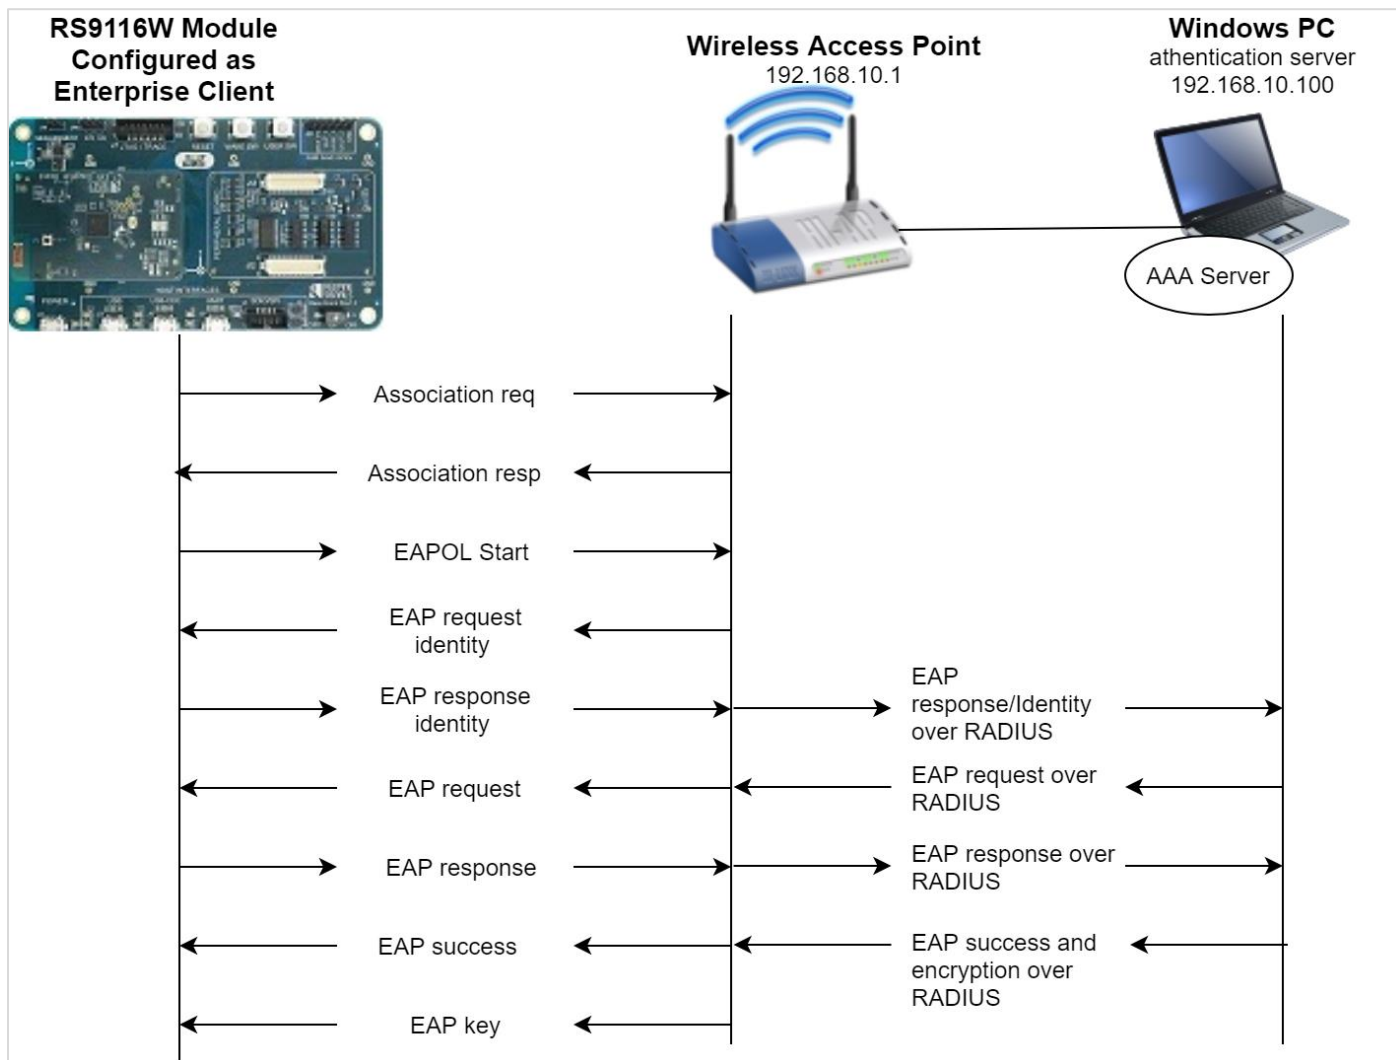 RS9116W Module
Configured as
Enterprise Client
Wireless Access Point
192.168.10.1
Windows PC
athentication server
192.168.10.100
AAA Server
Association req
Association resp
EAPOL Start
EAP request
identity
EAP response
identity
EAP
response/Identity
over RADIUS
EAP request
EAP request over
RADIUS
EAP response
EAP response over
RADIUS
EAP success
EAP success and
encryption over
RADIUS
EAP key